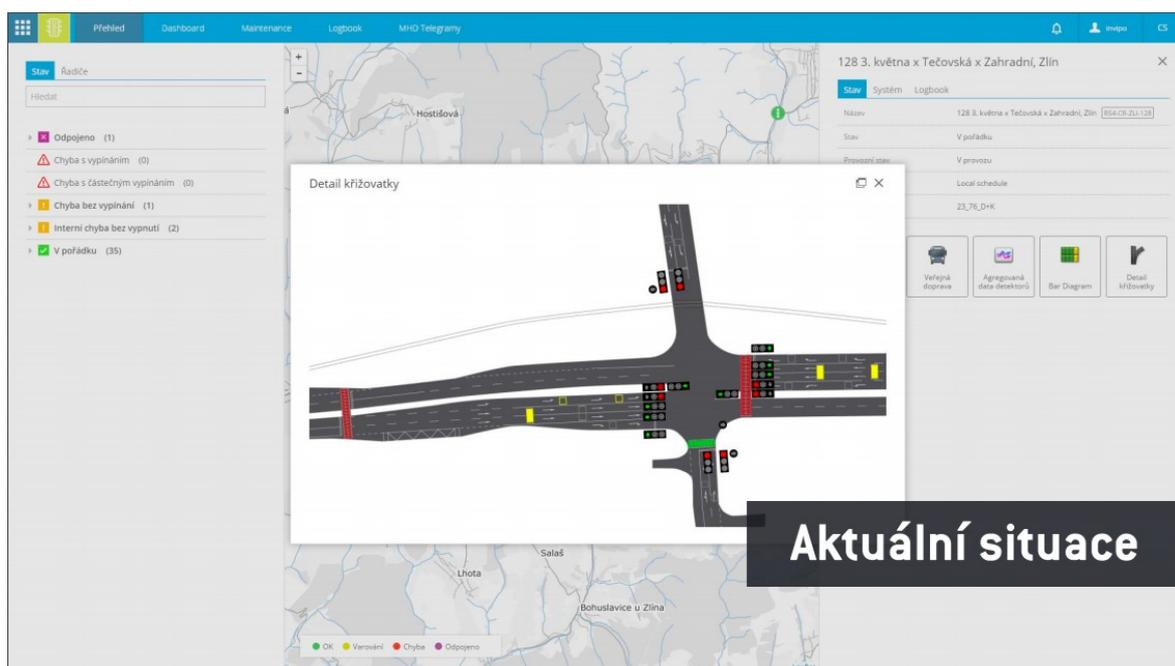 Přehled
Dashboard
Maintenance
Logbook
MHD Telegramy
invipo
CS
Stav
Řadiče
Hledat
Odpojeno (1)
Chyba s vypínáním (0)
Chyba s částečným vypínáním (0)
Chyba bez vypínání (1)
Interní chyba bez vypnutí (2)
V pořádku (35)
+
-
Hostišová
Detail křižovatky
128 3. května x Tečovská x Zahradní, Zlín
Stav
Systém
Logbook
Název
128 3. května x Tečovská x Zahradní, Zlín
RS4-CR-ZLI-128
Stav
V pořádku
Provozní stav
V provozu
Local schedule
23_76_D+K
Veřejná
doprava
Agregovaná
data detektorů
Bar Diagram
Detail
křižovatky
Aktuální situace
Salaš
Lhota
Bohuslavice u Zlína
OK
Varování
Chyba
Odpojeno